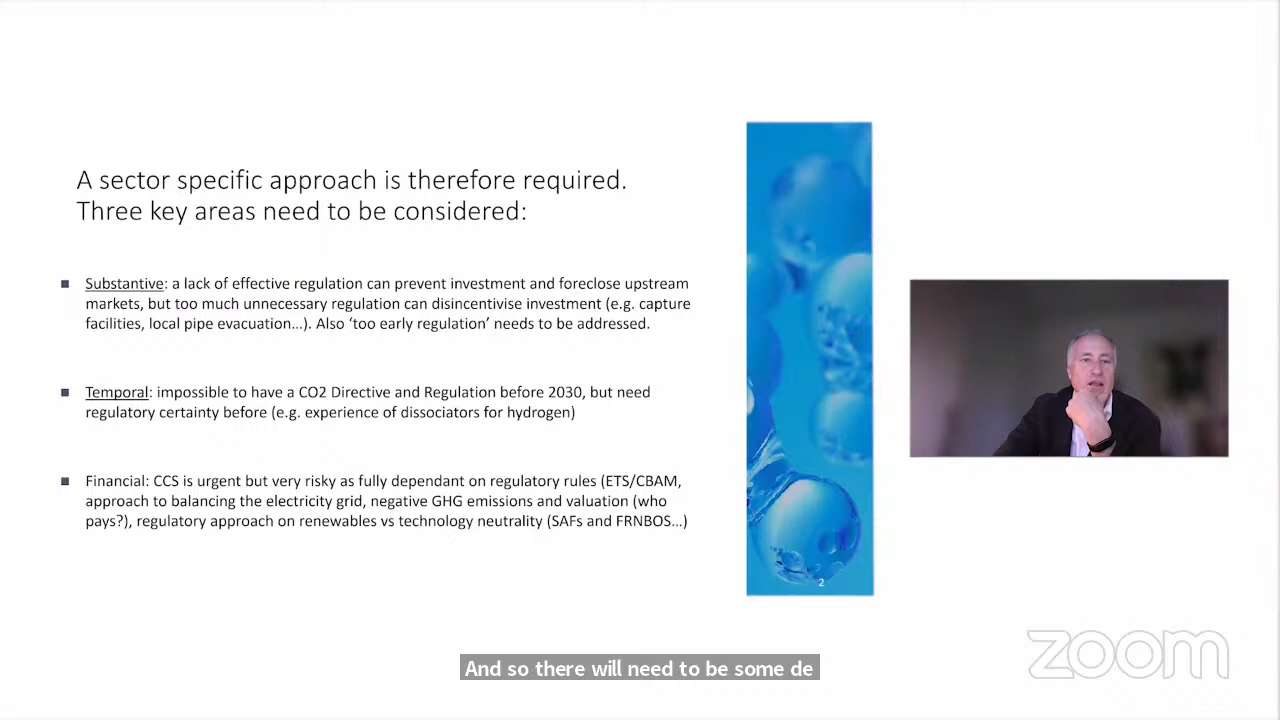 A sector specific approach is therefore required.
Three key areas need to be considered:
Substantive: a lack of effective regulation can prevent investment and foreclose upstream
markets, but too much unnecessary regulation can disincentivise investment (e.g. capture
facilities, local pipe evacuation...). Also ‘too early regulation’ needs to be addressed.
Temporal: impossible to have a CO2 Directive and Regulation before 2030, but need
regulatory certainty before (e.g. experience of dissociators for hydrogen)
Financial: CCS is urgent but very risky as fully dependant on regulatory rules (ETS/CBAM,
approach to balancing the electricity grid, negative GHG emissions and valuation (who
pays?), regulatory approach on renewables vs technology neutrality (SAFs and FRNBOS...)
2
And so there will need to be some de
zoom